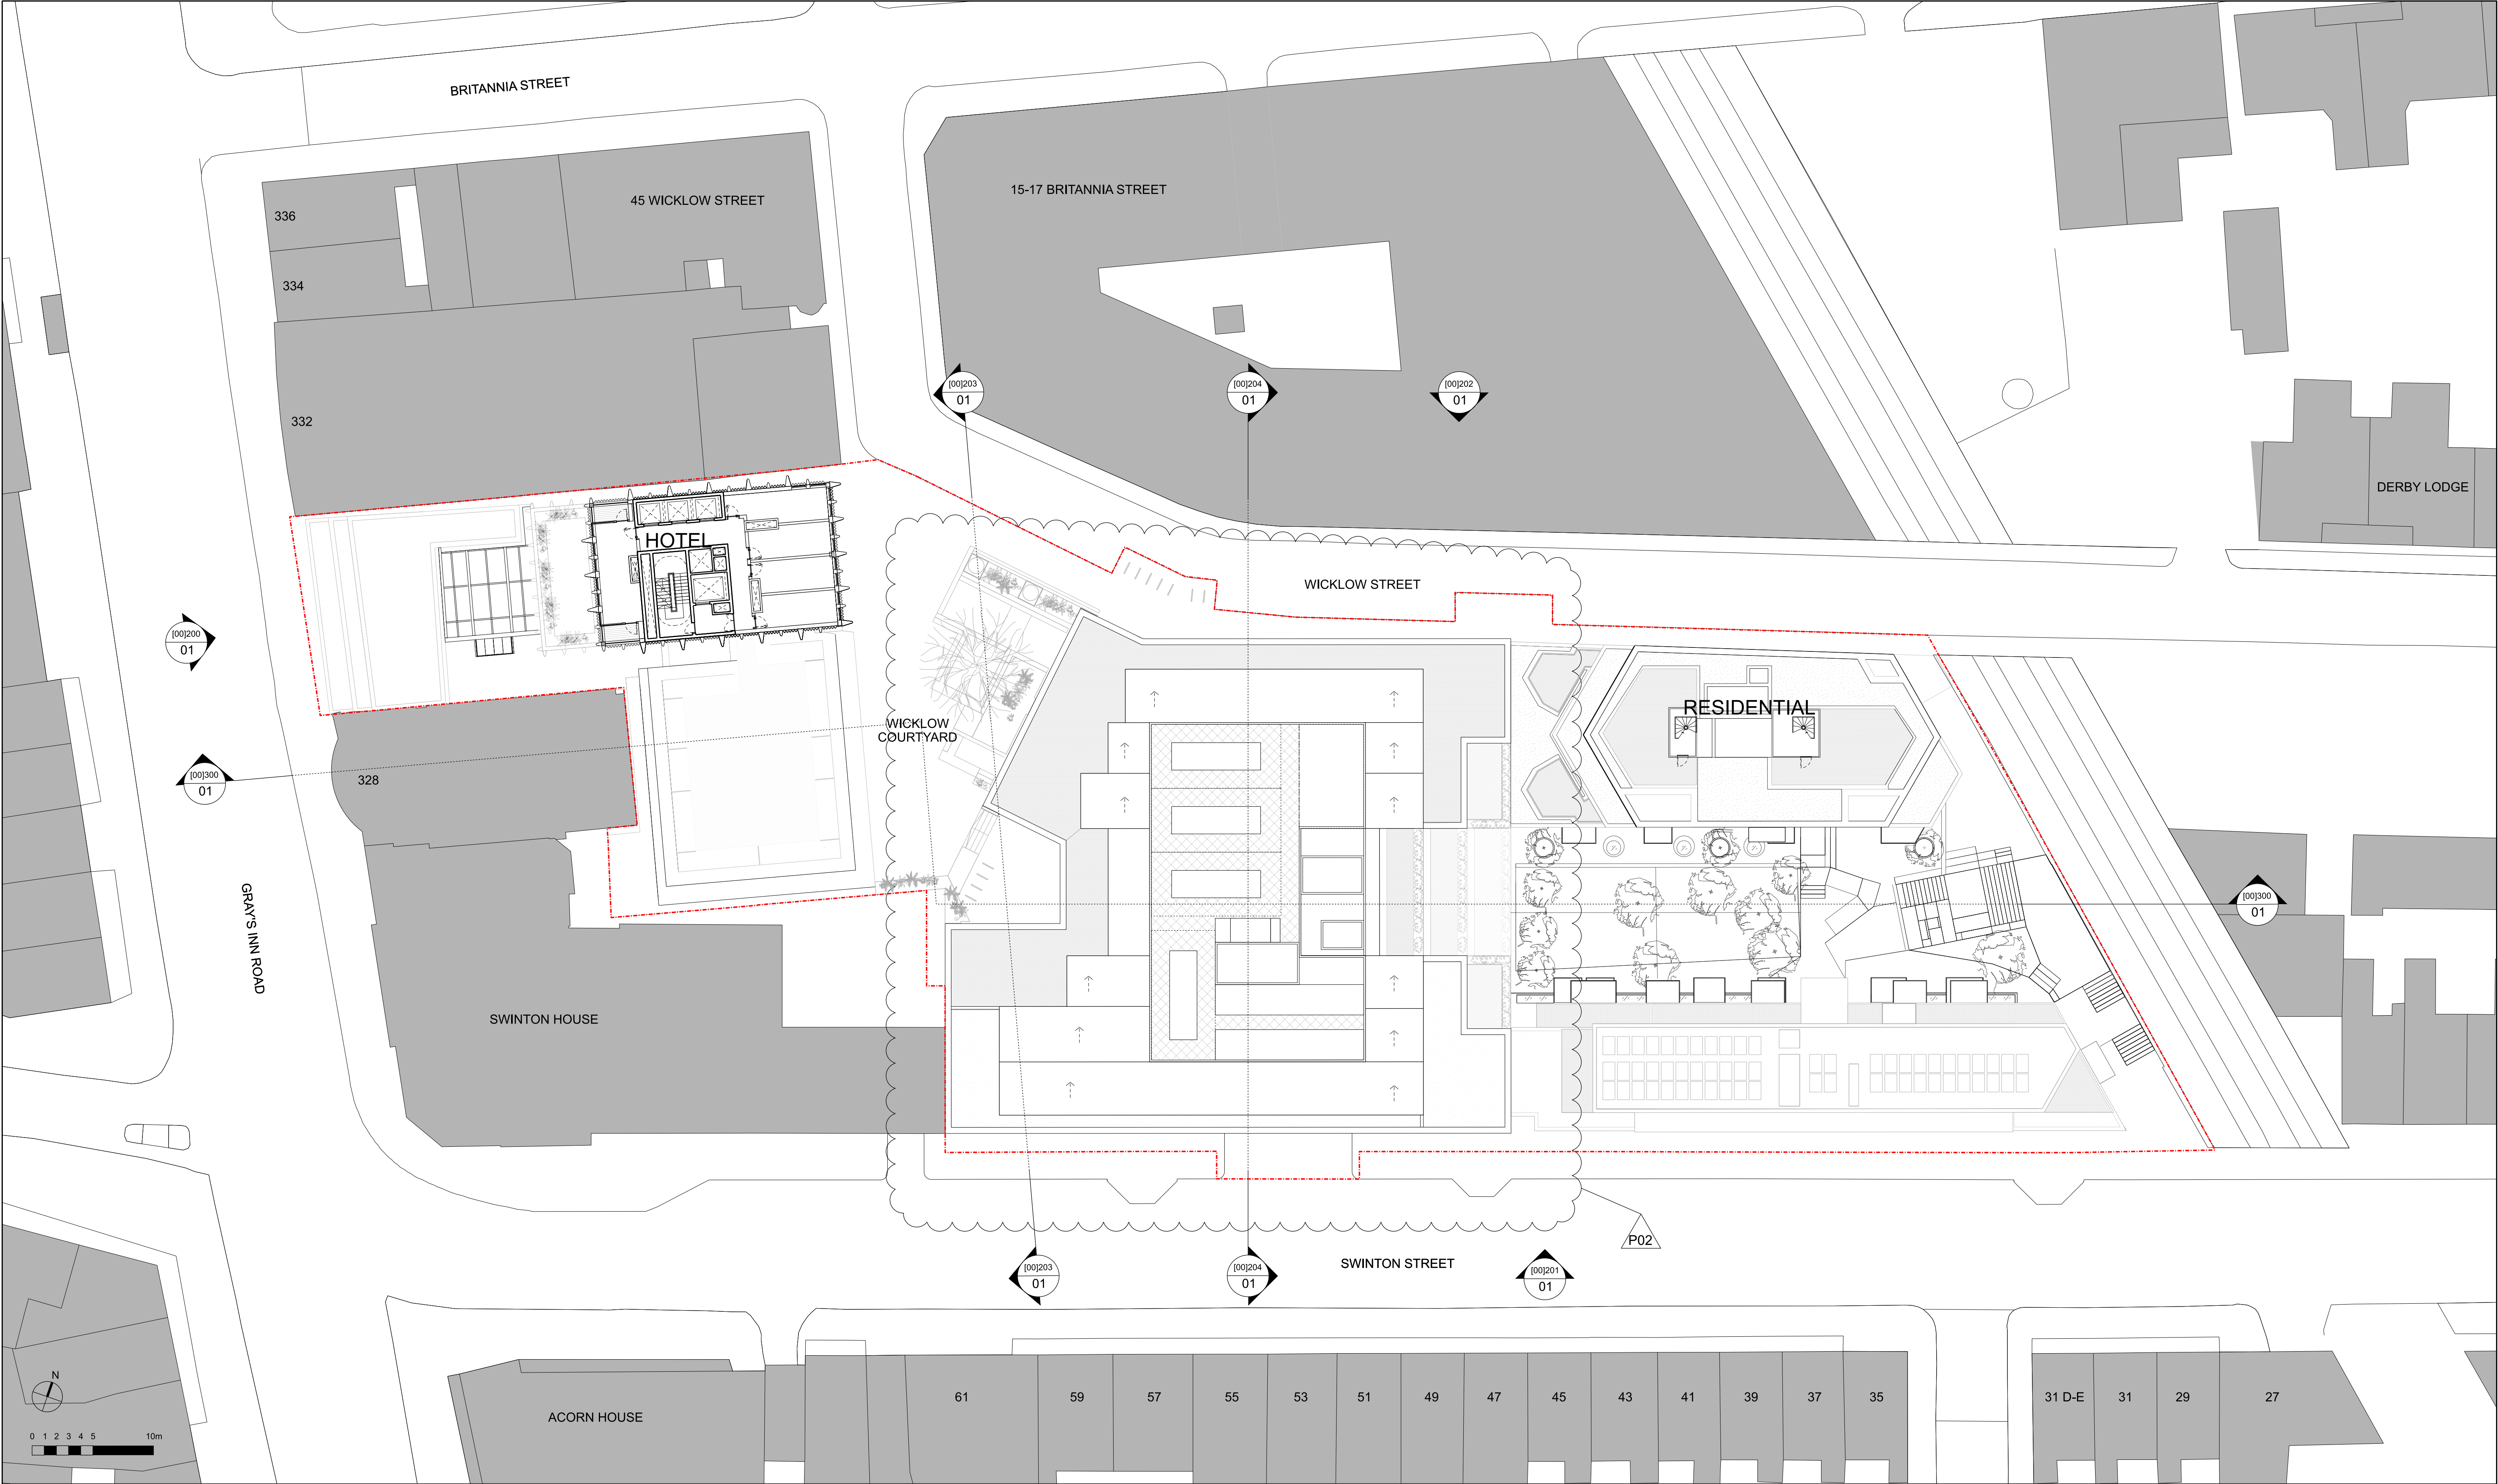 BRITANNIA STREET
336
45 WICKLOW STREET
15-17 BRITANNIA STREET
334
332
[00]203
01
[00]204
01
[00]202
01
DERBY LODGE
HOTEL
WICKLOW STREET
[00]200
01
RESIDENTIAL
WICKLOW
COURTYARD
[00]300
01
328
[00]300
01
GRAY'S INN ROAD
SWINTON HOUSE
P02
SWINTON STREET
[00]203
01
[00]204
01
[00]201
01
N
ACORN HOUSE
61
59
57
55
53
51
49
47
45
43
41
39
37
35
31 D-E
31
29
27
0 1 2 3 4 5 10m